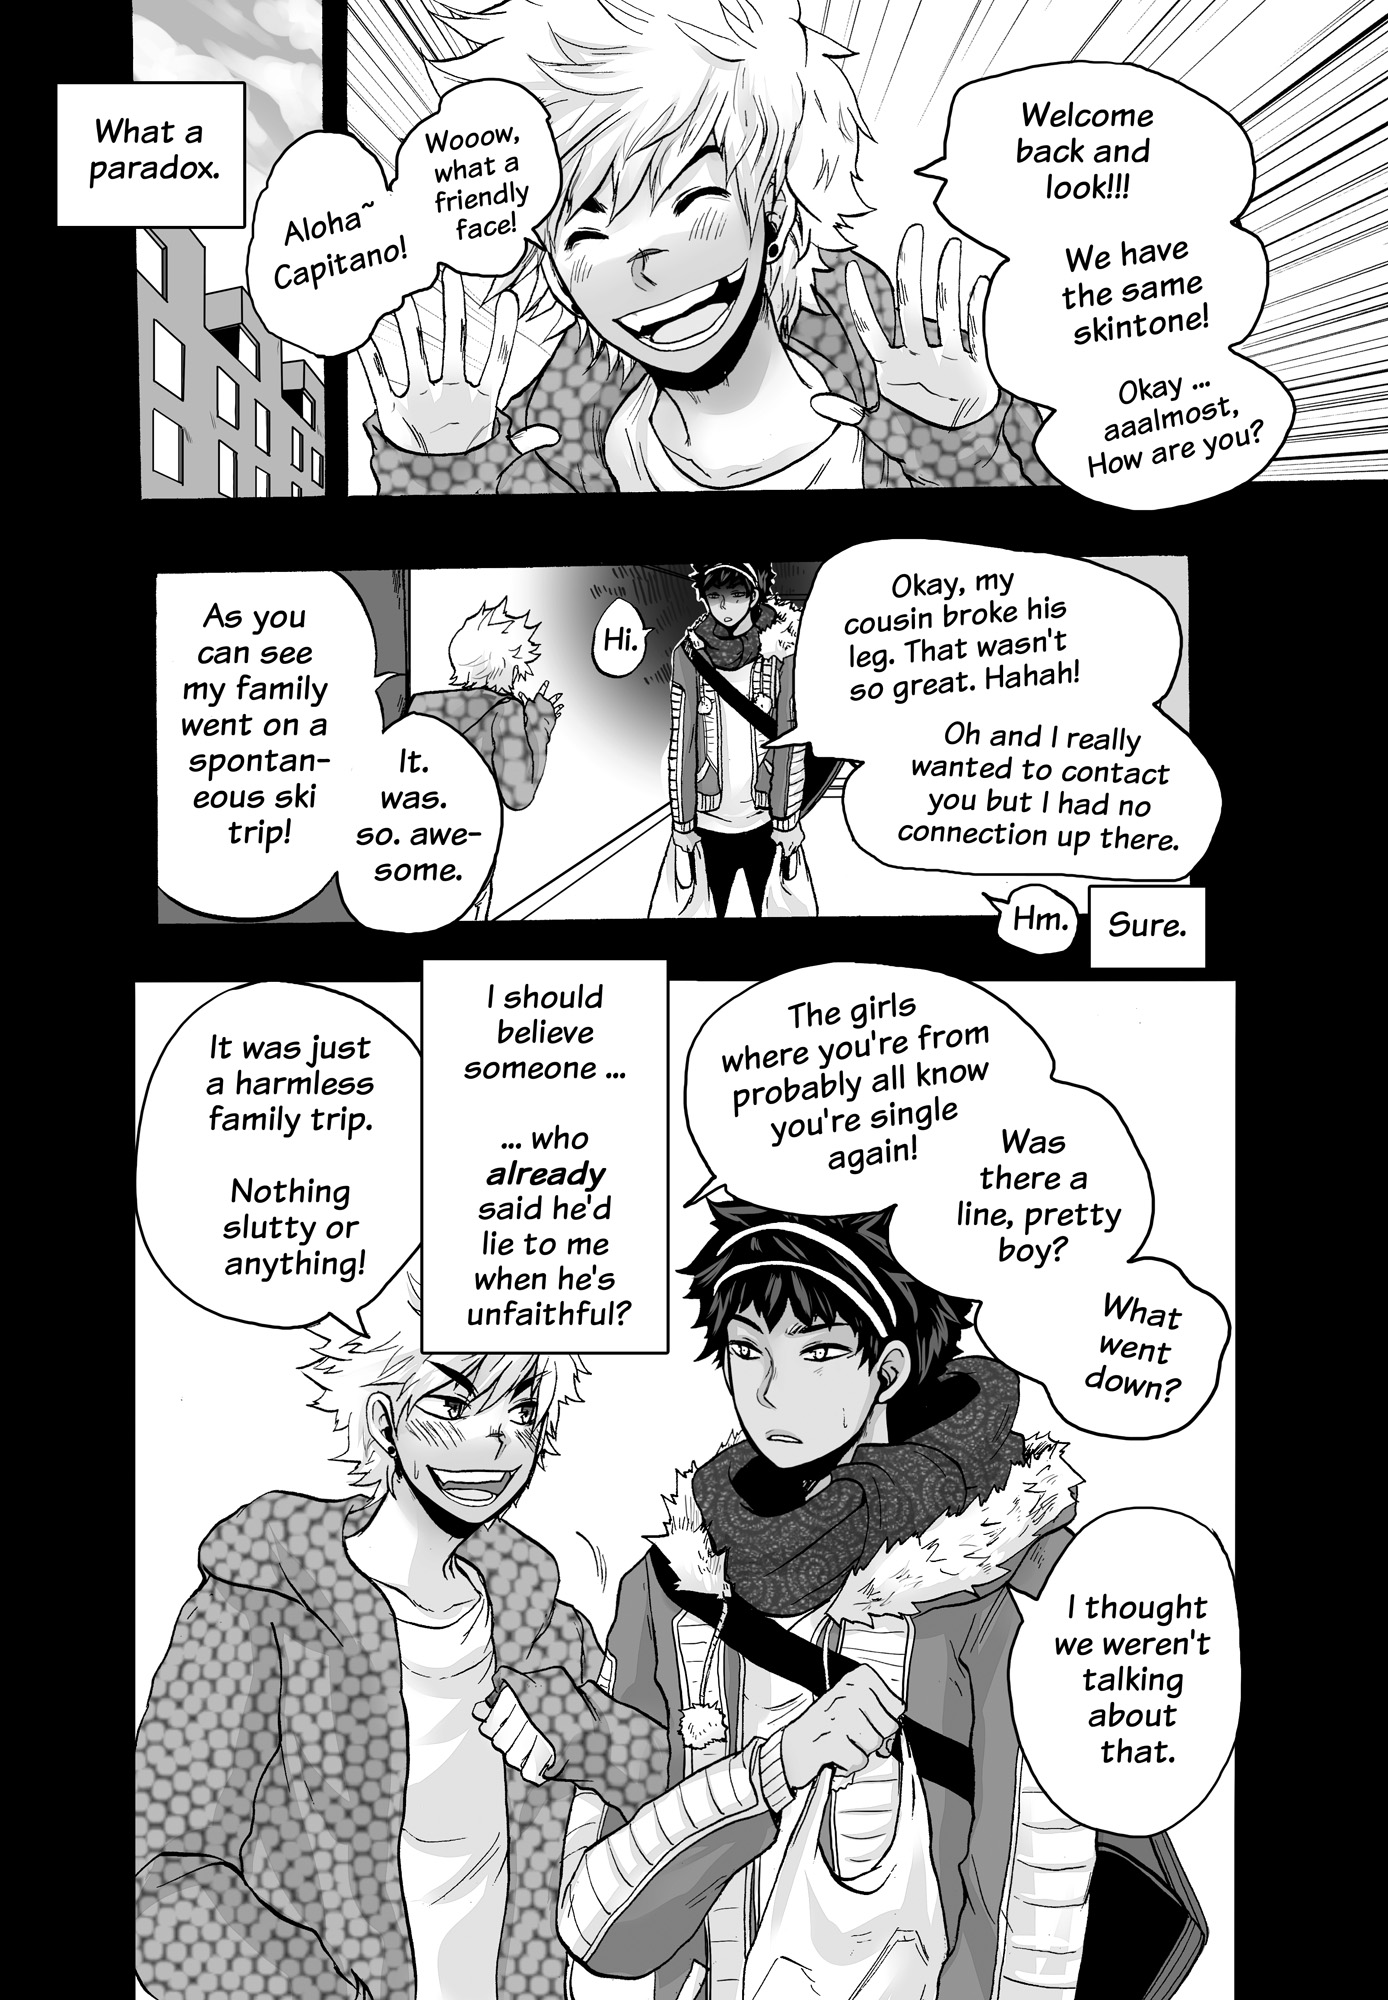 What a
paradox.
Aloha~
Capitano!
Wooow,
what a
friendly
face!
Welcome
back and
look!!!
We have
the same
skintone!
Okay ...
aaalmost,
How are you?
As you
can see
my family
went on a
spontan-
eous ski
trip!
It.
was.
so. awe-
some.
Hi.
Okay, my
cousin broke his
leg. That wasn't
so great. Hahah!
Oh and I really
wanted to contact
you but I had no
connection up there.
Hm.
Sure.
It was just
a harmless
family trip.
Nothing
slutty or
anything!
I should
believe
someone ...
... who
already
said he'd
lie to me
when he's
unfaithful?
The girls
where you're from
probably all know
you're single
again!
Was
there a
line, pretty
boy?
What
went
down?
I thought
we weren't
talking
about
that.